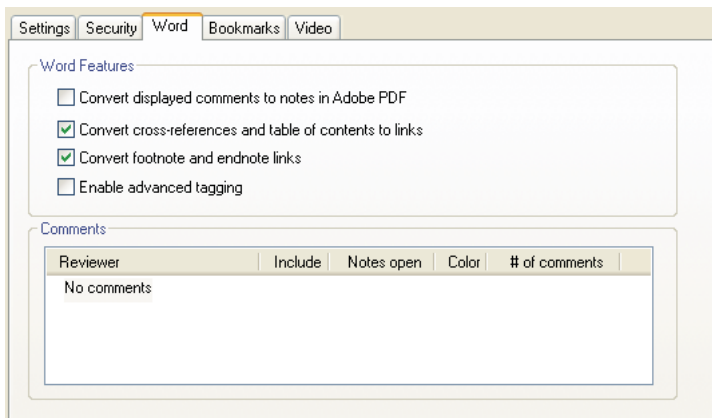 Settings Security Word Bookmarks Video
Word Features
Convert displayed comments to notes in Adobe PDF
Convert cross-references and table of contents to links
Convert footnote and endnote links
Enable advanced tagging
Comments
Reviewer Include Notes open Color # of comments
No comments